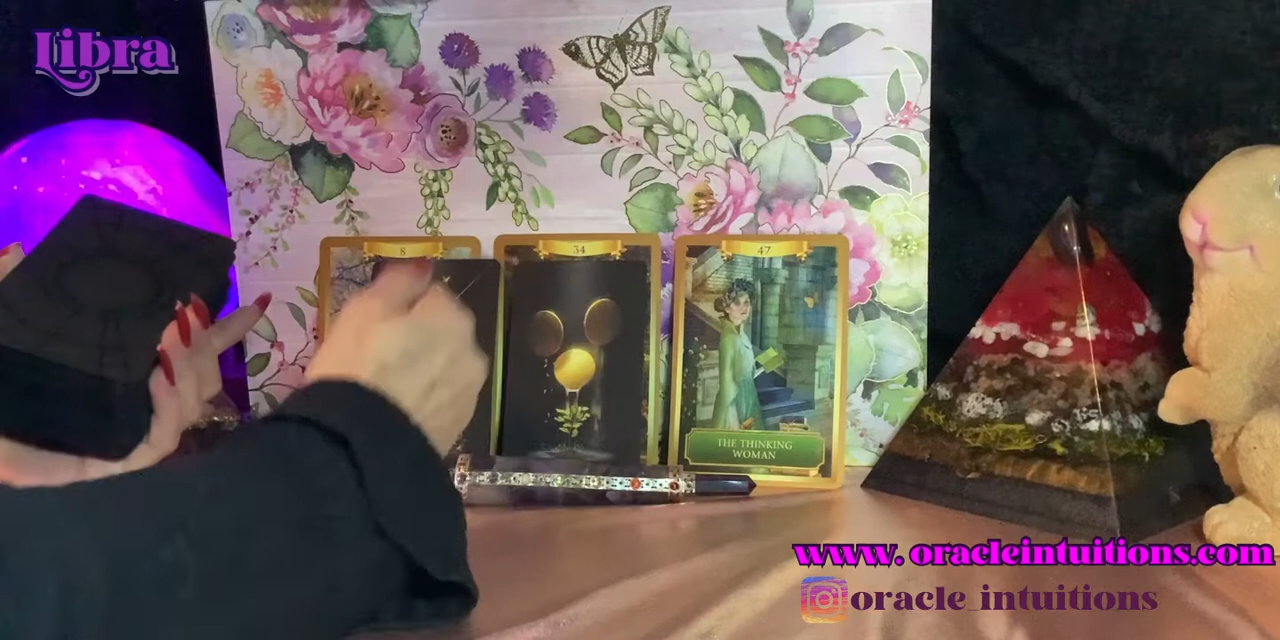 Libra
8
34
47
THE THINKING
WOMAN
www. oracleintuitions.com
oracle_intuitions